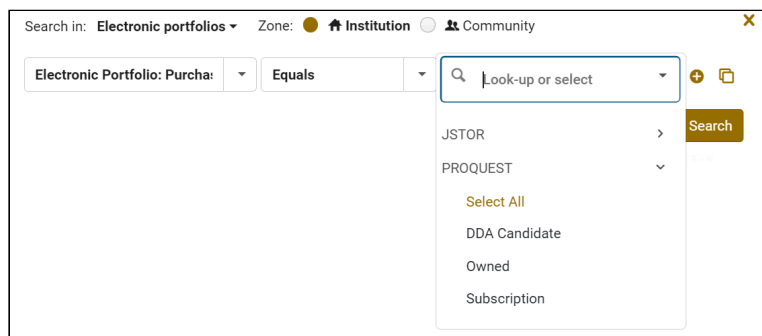 Search in: Electronic portfolios Zone: Institution Community
Electronic Portfolio: Purcha Equals Look-up or select
Search
JSTOR
PROQUEST
Select All
DDA Candidate
Owned
Subscription